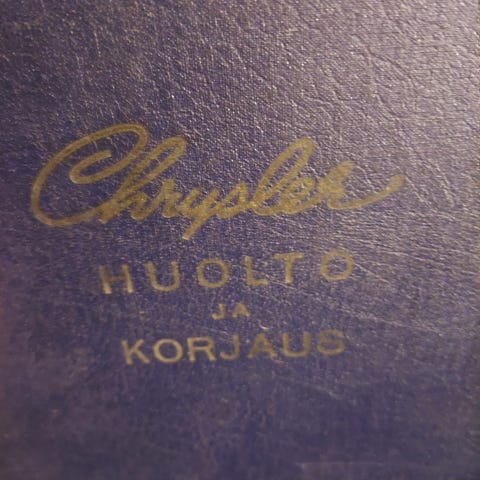 Chrysler
HUOLTO
JA
KORJAUS